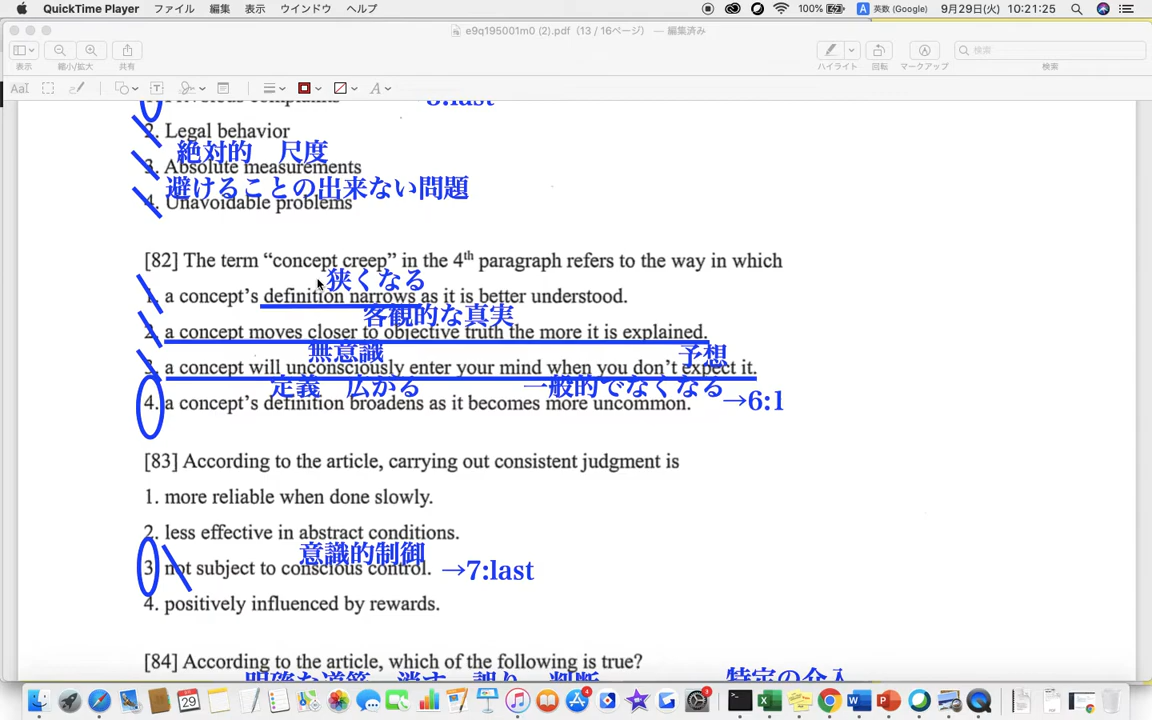 QuickTime Player ファイル 編集 表示 ウインドウ ヘルプ 100% A 英数 (Google) 9月29日(火) 10:21:25
e9q195001m0 (2).pdf（13 / 16ページ） — 編集済み
検索
表示 縮小/拡大 共有 ハイライト 回転 マークアップ 検索
2. Legal behavior
絶対的 尺度
3. Absolute measurements
避けることの出来ない問題
4. Unavoidable problems
[82] The term “concept creep” in the 4th paragraph refers to the way in which
狭くなる
1. a concept’s definition narrows as it is better understood.
客観的な真実
2. a concept moves closer to objective truth the more it is explained.
無意識 予想
3. a concept will unconsciously enter your mind when you don’t expect it.
定義 広がる 一般的でなくなる
4. a concept’s definition broadens as it becomes more uncommon. →6:1
[83] According to the article, carrying out consistent judgment is
1. more reliable when done slowly.
2. less effective in abstract conditions.
意識的制御
3. not subject to conscious control. →7:last
4. positively influenced by rewards.
[84] According to the article, which of the following is true?